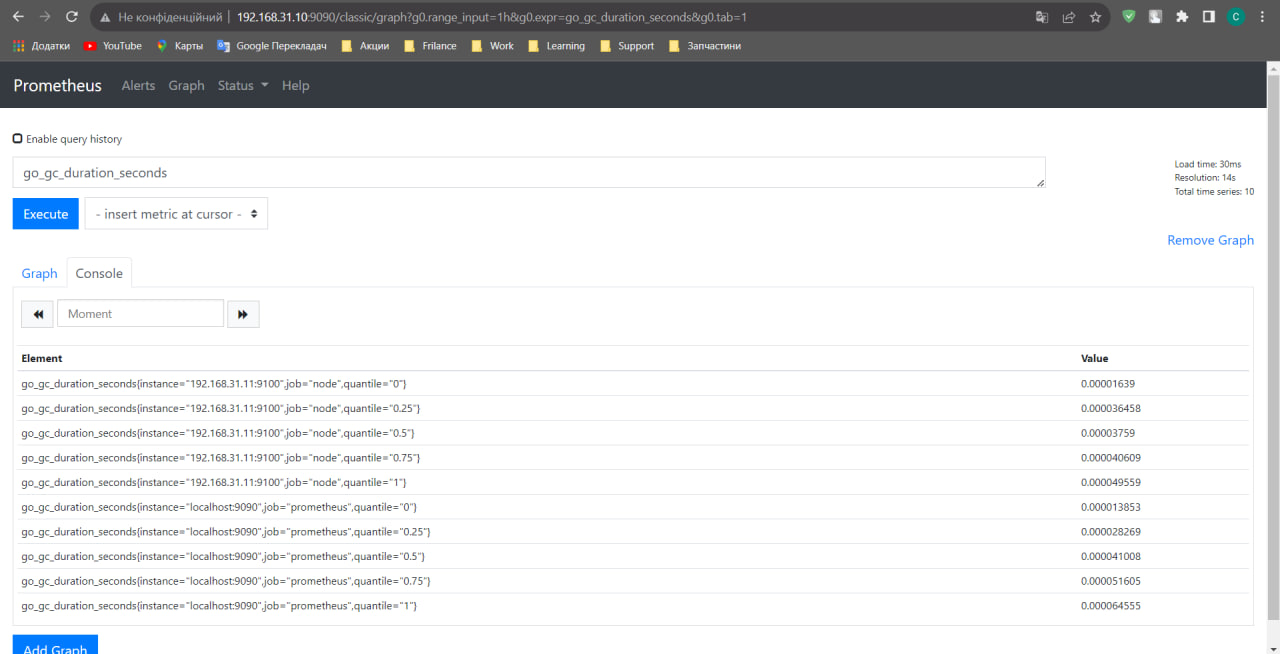 Не конфіденційний | 192.168.31.10:9090/classic/graph?g0.range_input=1h&g0.expr=go_gc_duration_seconds&g0.tab=1
C
Додатки YouTube Карты Google Перекладач Акции Frilance Work Learning Support Запчастини
Prometheus Alerts Graph Status Help
Enable query history
go_gc_duration_seconds
Load time: 30ms
Resolution: 14s
Total time series: 10
Execute - insert metric at cursor -
Remove Graph
Graph Console
Moment
Element Value
go_gc_duration_seconds{instance="192.168.31.11:9100",job="node",quantile="0"} 0.00001639
go_gc_duration_seconds{instance="192.168.31.11:9100",job="node",quantile="0.25"} 0.000036458
go_gc_duration_seconds{instance="192.168.31.11:9100",job="node",quantile="0.5"} 0.00003759
go_gc_duration_seconds{instance="192.168.31.11:9100",job="node",quantile="0.75"} 0.000040609
go_gc_duration_seconds{instance="192.168.31.11:9100",job="node",quantile="1"} 0.000049559
go_gc_duration_seconds{instance="localhost:9090",job="prometheus",quantile="0"} 0.000013853
go_gc_duration_seconds{instance="localhost:9090",job="prometheus",quantile="0.25"} 0.000028269
go_gc_duration_seconds{instance="localhost:9090",job="prometheus",quantile="0.5"} 0.000041008
go_gc_duration_seconds{instance="localhost:9090",job="prometheus",quantile="0.75"} 0.000051605
go_gc_duration_seconds{instance="localhost:9090",job="prometheus",quantile="1"} 0.000064555
Add Graph